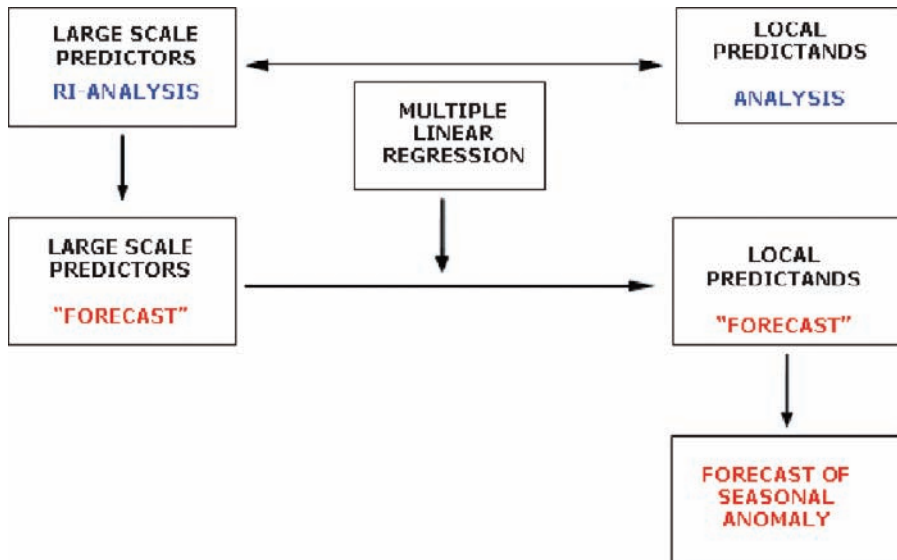 LARGE SCALE
PREDICTORS
RI-ANALYSIS
LOCAL
PREDICTANDS
ANALYSIS
MULTIPLE
LINEAR
REGRESSION
LARGE SCALE
PREDICTORS
"FORECAST"
LOCAL
PREDICTANDS
"FORECAST"
FORECAST OF
SEASONAL
ANOMALY